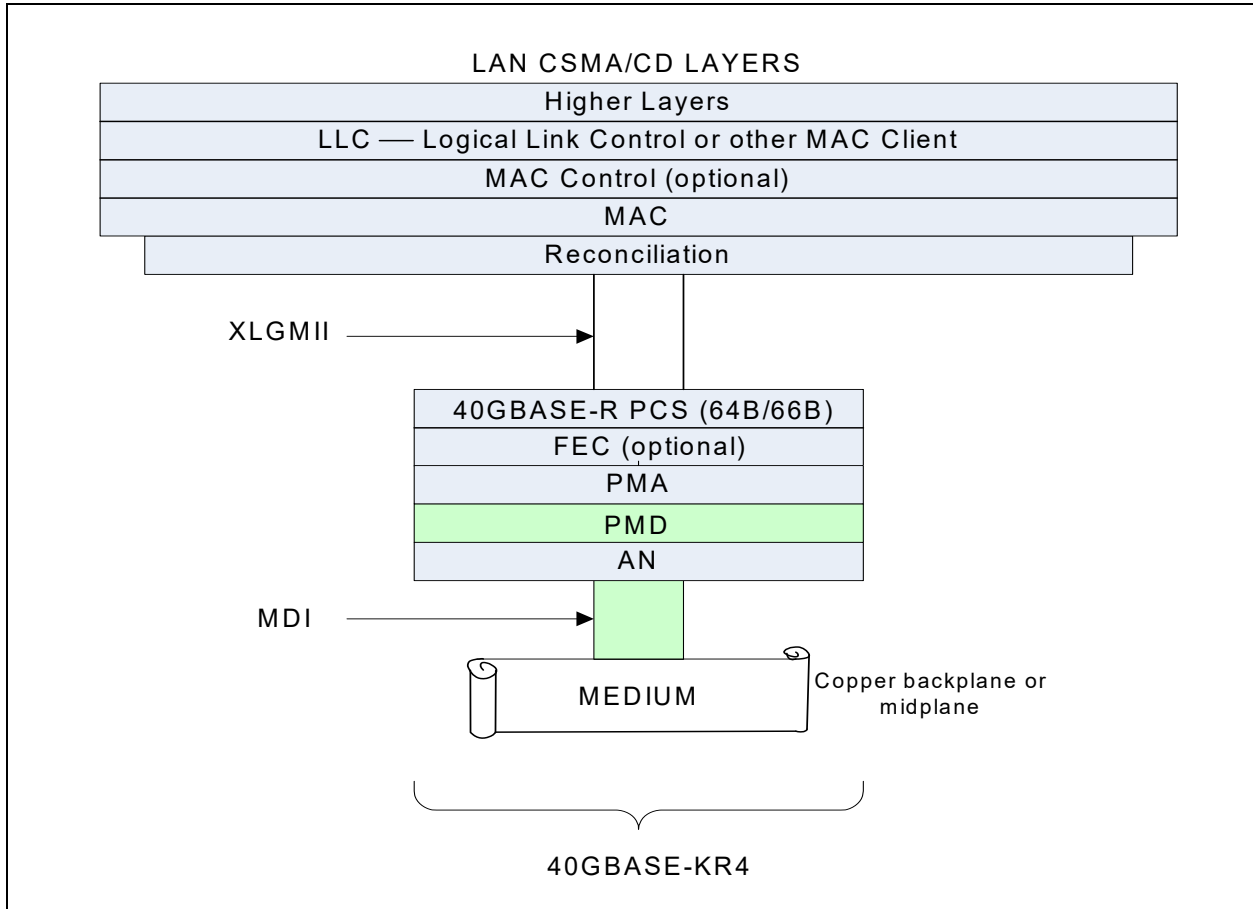 LAN CSMA/CD LAYERS
Higher Layers
LLC — Logical Link Control or other MAC Client
MAC Control (optional)
MAC
Reconciliation
XLGMII
40GBASE-R PCS (64B/66B)
FEC (optional)
PMA
PMD
AN
MDI
MEDIUM
Copper backplane or
midplane
40GBASE-KR4